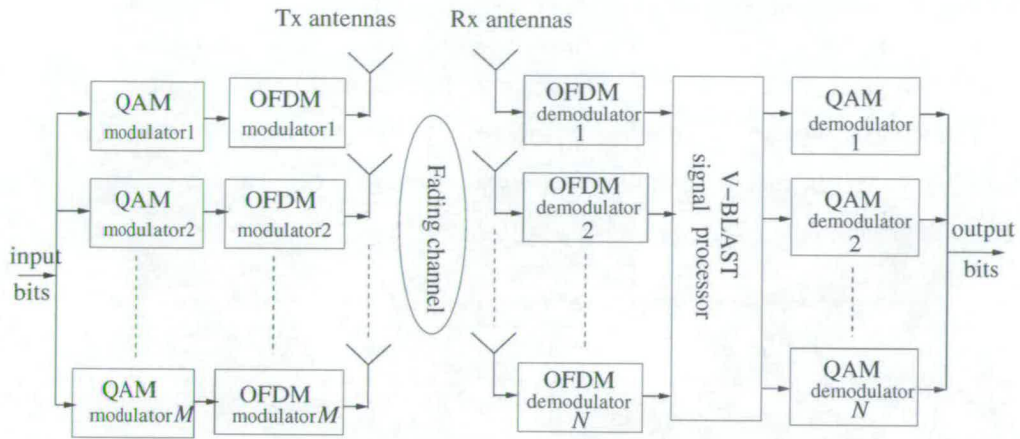 Tx antennas
Rx antennas
QAM
modulator1
OFDM
modulator1
OFDM
demodulator
1
QAM
demodulator
1
QAM
modulator2
OFDM
modulator2
Fading channel
OFDM
demodulator
2
V-BLAST
signal processor
QAM
demodulator
2
input
bits
output
bits
QAM
modulator M
OFDM
modulator M
OFDM
demodulator
N
QAM
demodulator
N